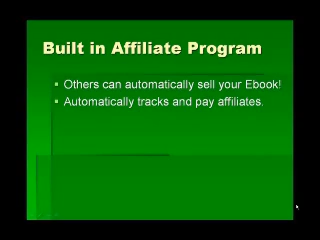 Built in Affiliate Program
Others can automatically sell your Ebook!
Automatically tracks and pay affiliates.